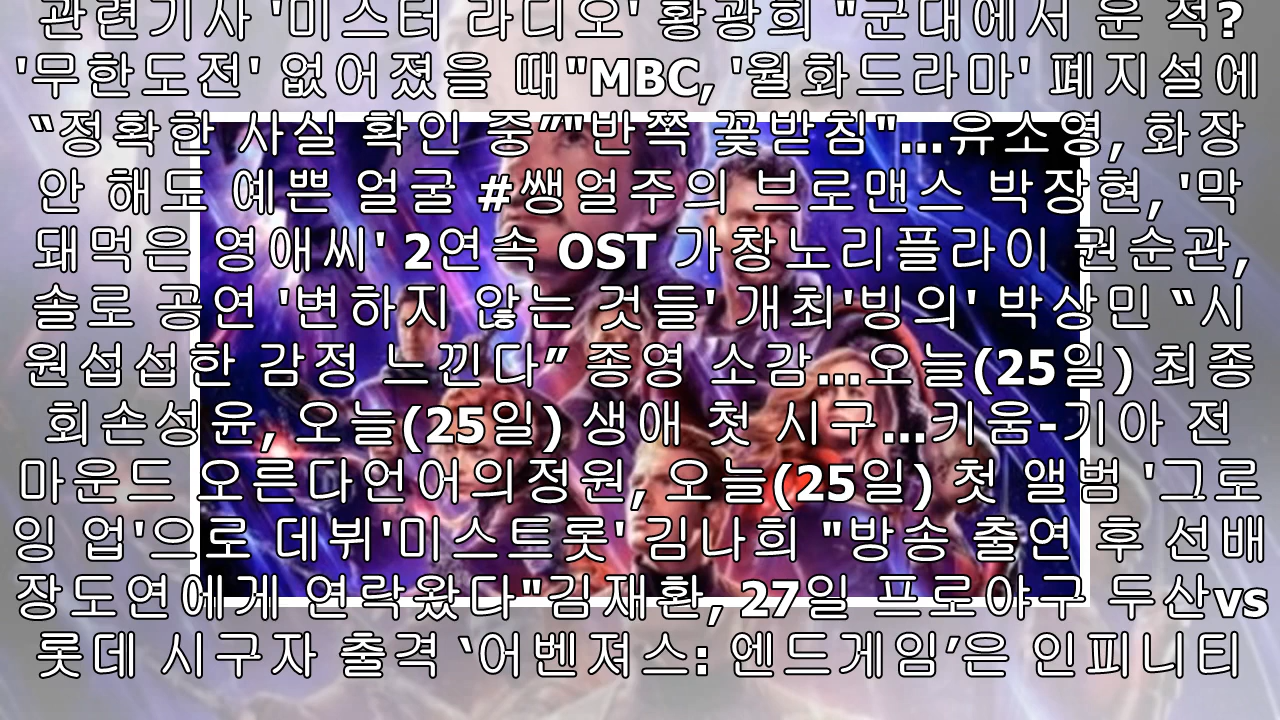 관련기사 '미스터 라디오' 황광희 "군대에서 운 적?
'무한도전' 없어졌을 때"MBC, '월화드라마' 폐지설에
“정확한 사실 확인 중”"반쪽 꽃받침"...유소영, 화장
안 해도 예쁜 얼굴 #쌩얼주의 브로맨스 박장현, '막
돼먹은 영애씨' 2연속 OST 가창노리플라이 권순관,
솔로 공연 '변하지 않는 것들' 개최'빙의' 박상민 “시
원섭섭한 감정 느낀다” 종영 소감...오늘(25일) 최종
회손성윤, 오늘(25일) 생애 첫 시구...키움-기아 전
마운드 오른다언어의정원, 오늘(25일) 첫 앨범 '그로
잉 업'으로 데뷔'미스트롯' 김나희 "방송 출연 후 선배
장도연에게 연락왔다"김재환, 27일 프로야구 두산vs
롯데 시구자 출격 ‘어벤져스: 엔드게임’은 인피니티